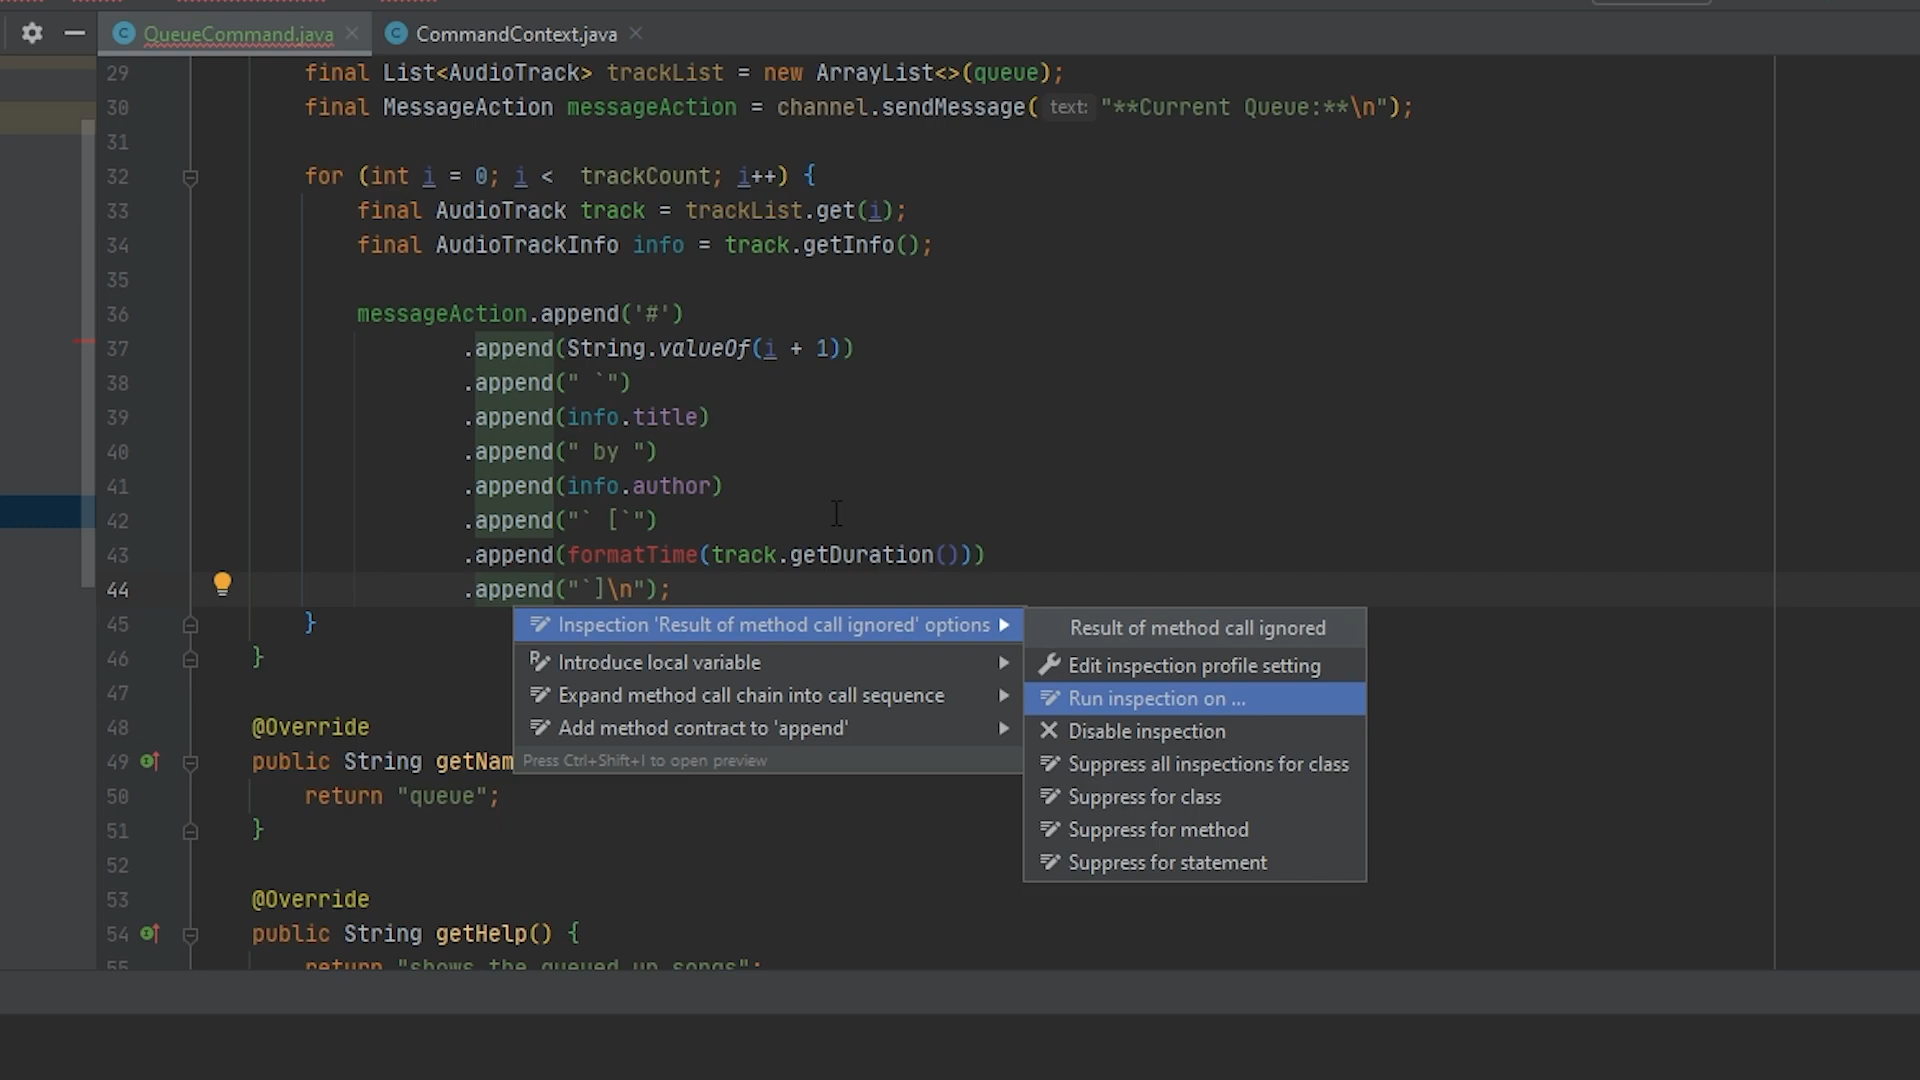 QueueCommand.java
CommandContext.java
29 final List<AudioTrack> trackList = new ArrayList<>(queue);
30 final MessageAction messageAction = channel.sendMessage( text: "**Current Queue:**\n");
31
32 for (int i = 0; i <  trackCount; i++) {
33 final AudioTrack track = trackList.get(i);
34 final AudioTrackInfo info = track.getInfo();
35
36 messageAction.append('#')
37 .append(String.valueOf(i + 1))
38 .append(" `")
39 .append(info.title)
40 .append(" by ")
41 .append(info.author)
42 .append("` [`")
43 .append(formatTime(track.getDuration()))
44 .append("`]\n");
45 }
46 }
47
48 @Override
49 public String getNam
50 return "queue";
51 }
52
53 @Override
54 public String getHelp() {
55 return "shows the queued up songs";
Inspection 'Result of method call ignored' options
Introduce local variable
Expand method call chain into call sequence
Add method contract to 'append'
Press Ctrl+Shift+I to open preview
Result of method call ignored
Edit inspection profile setting
Run inspection on ...
Disable inspection
Suppress all inspections for class
Suppress for class
Suppress for method
Suppress for statement